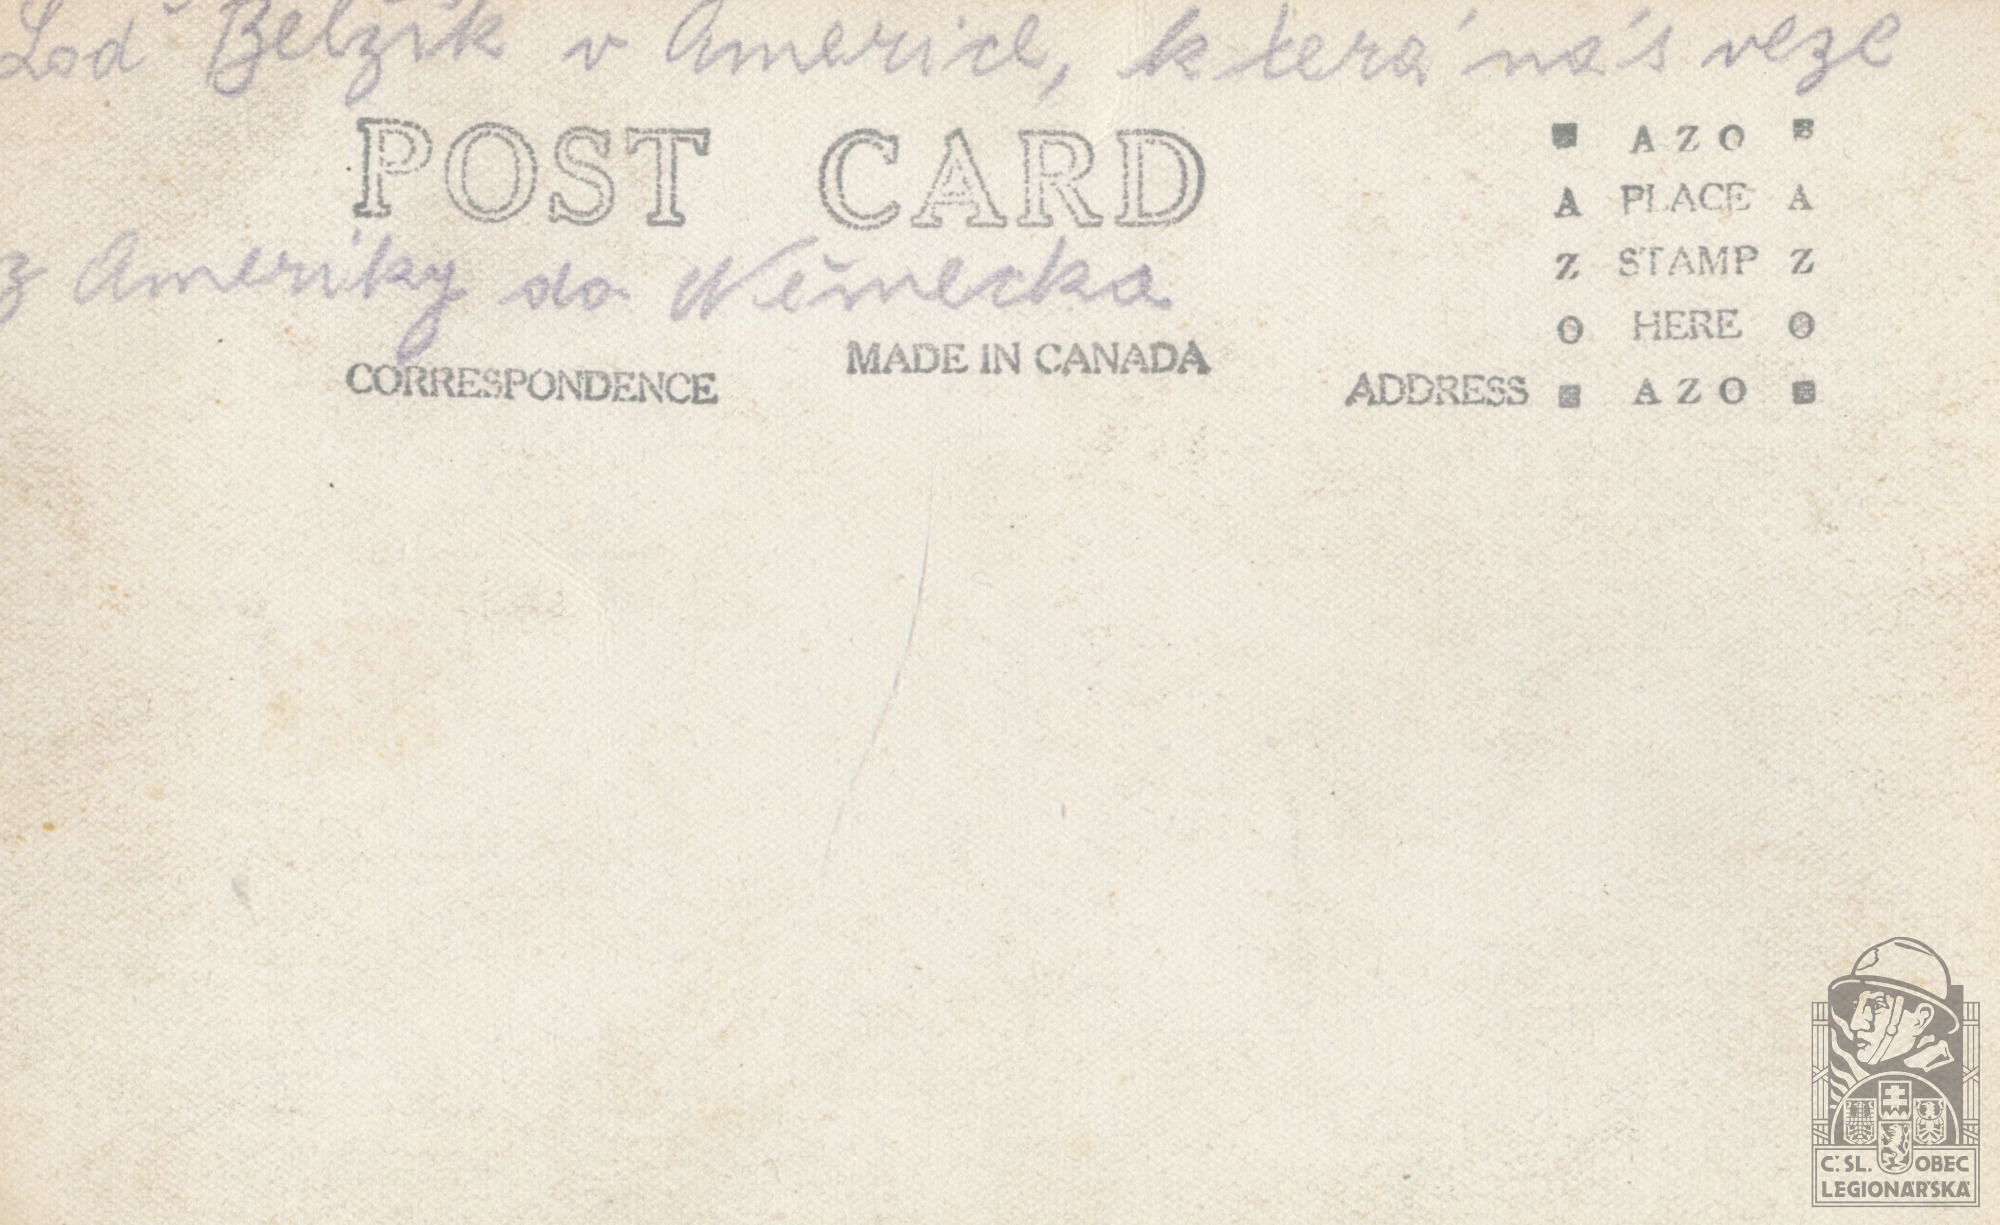 Loď Belžik v Americe, která nás veze
POST CARD
z Ameriky do Německa
CORRESPONDENCE
MADE IN CANADA
ADDRESS
AZO
PLACE
STAMP
HERE
AZO
A
Z
O
A
Z
O
Č.SL. OBEC
LEGIONÁŘSKÁ